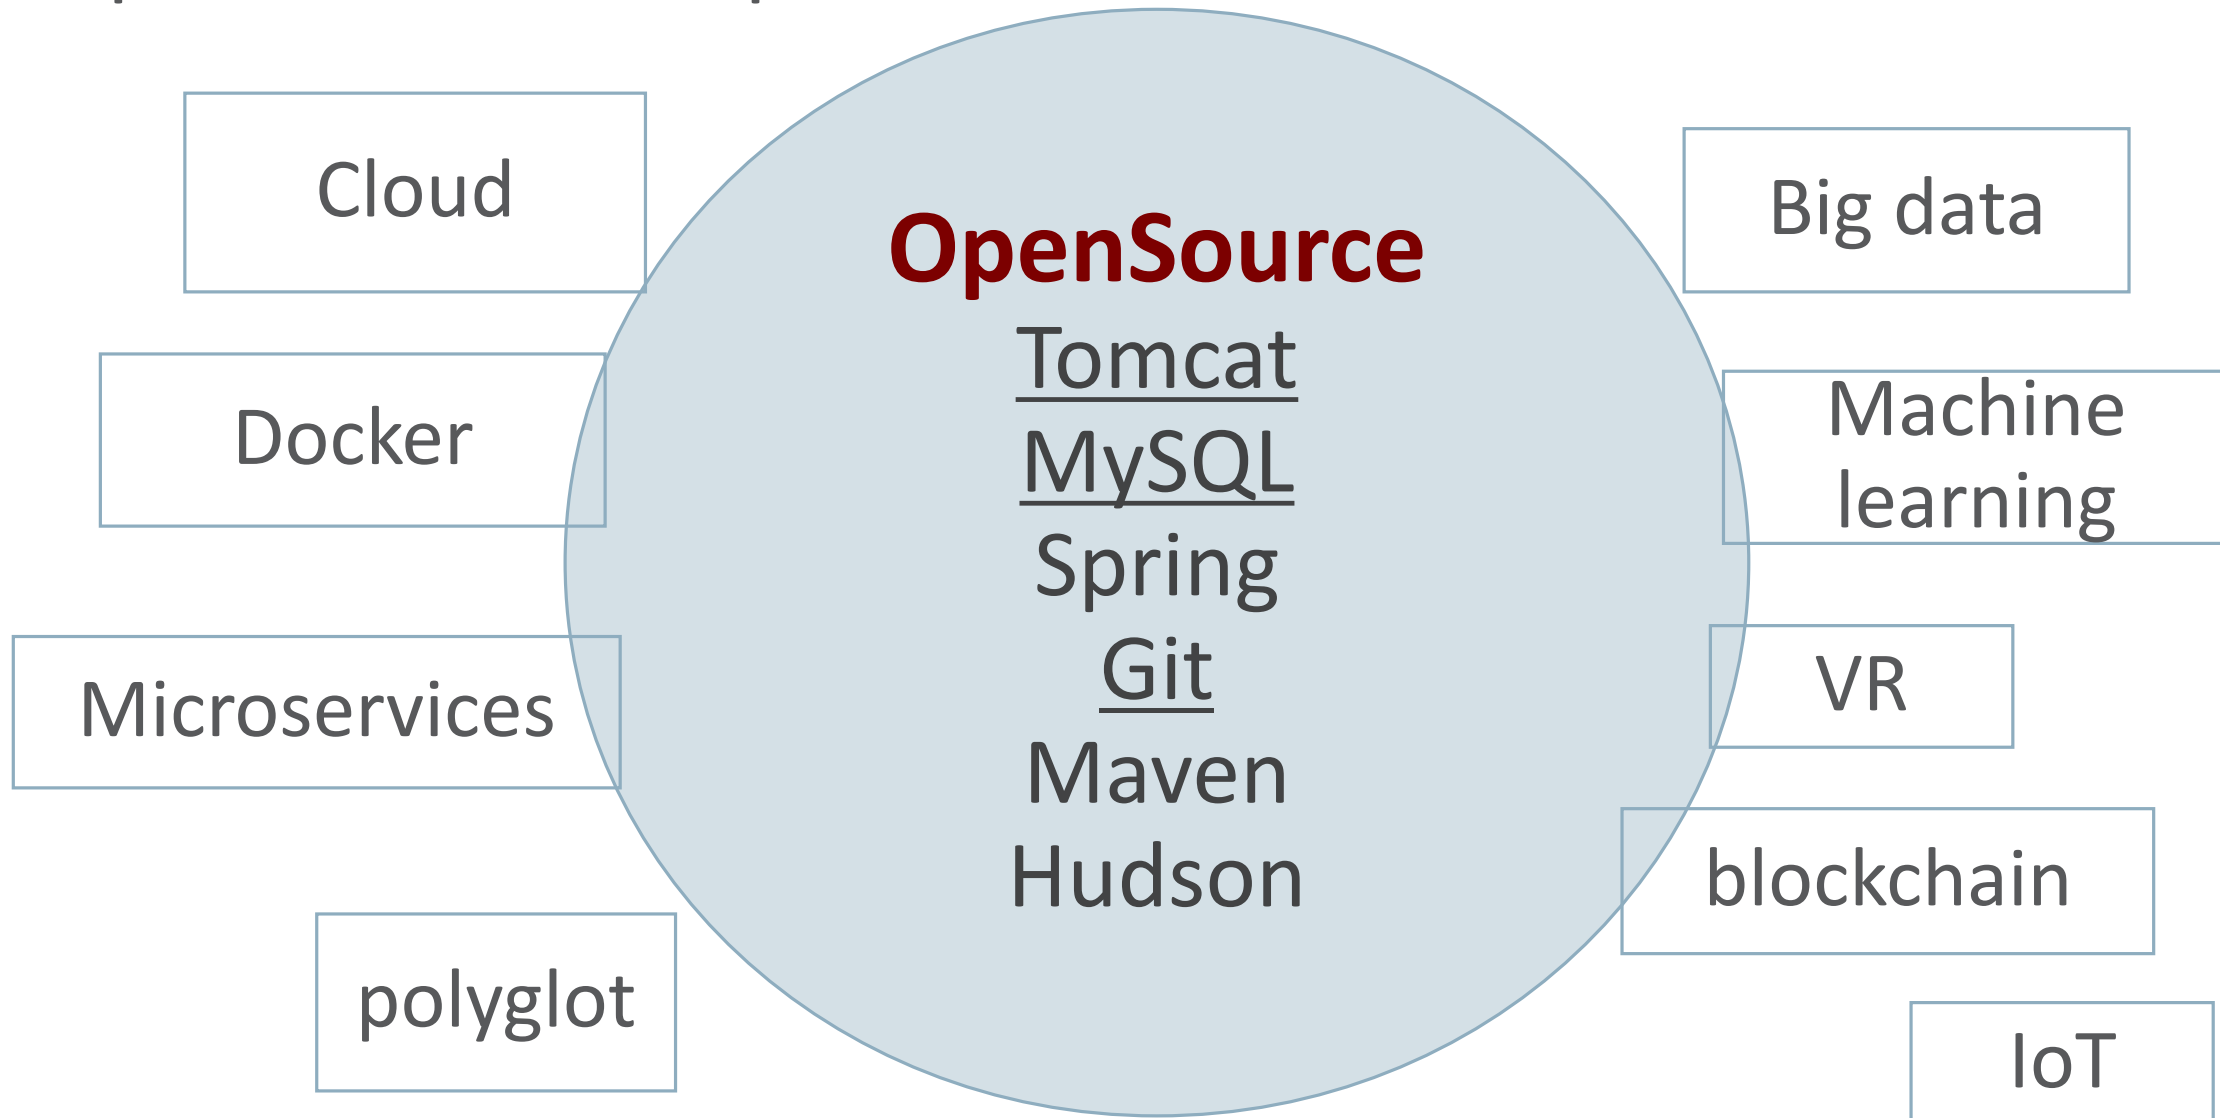 Cloud
Docker
Microservices
polyglot
OpenSource
Tomcat
MySQL
Spring
Git
Maven
Hudson
Big data
Machine
learning
VR
blockchain
IoT